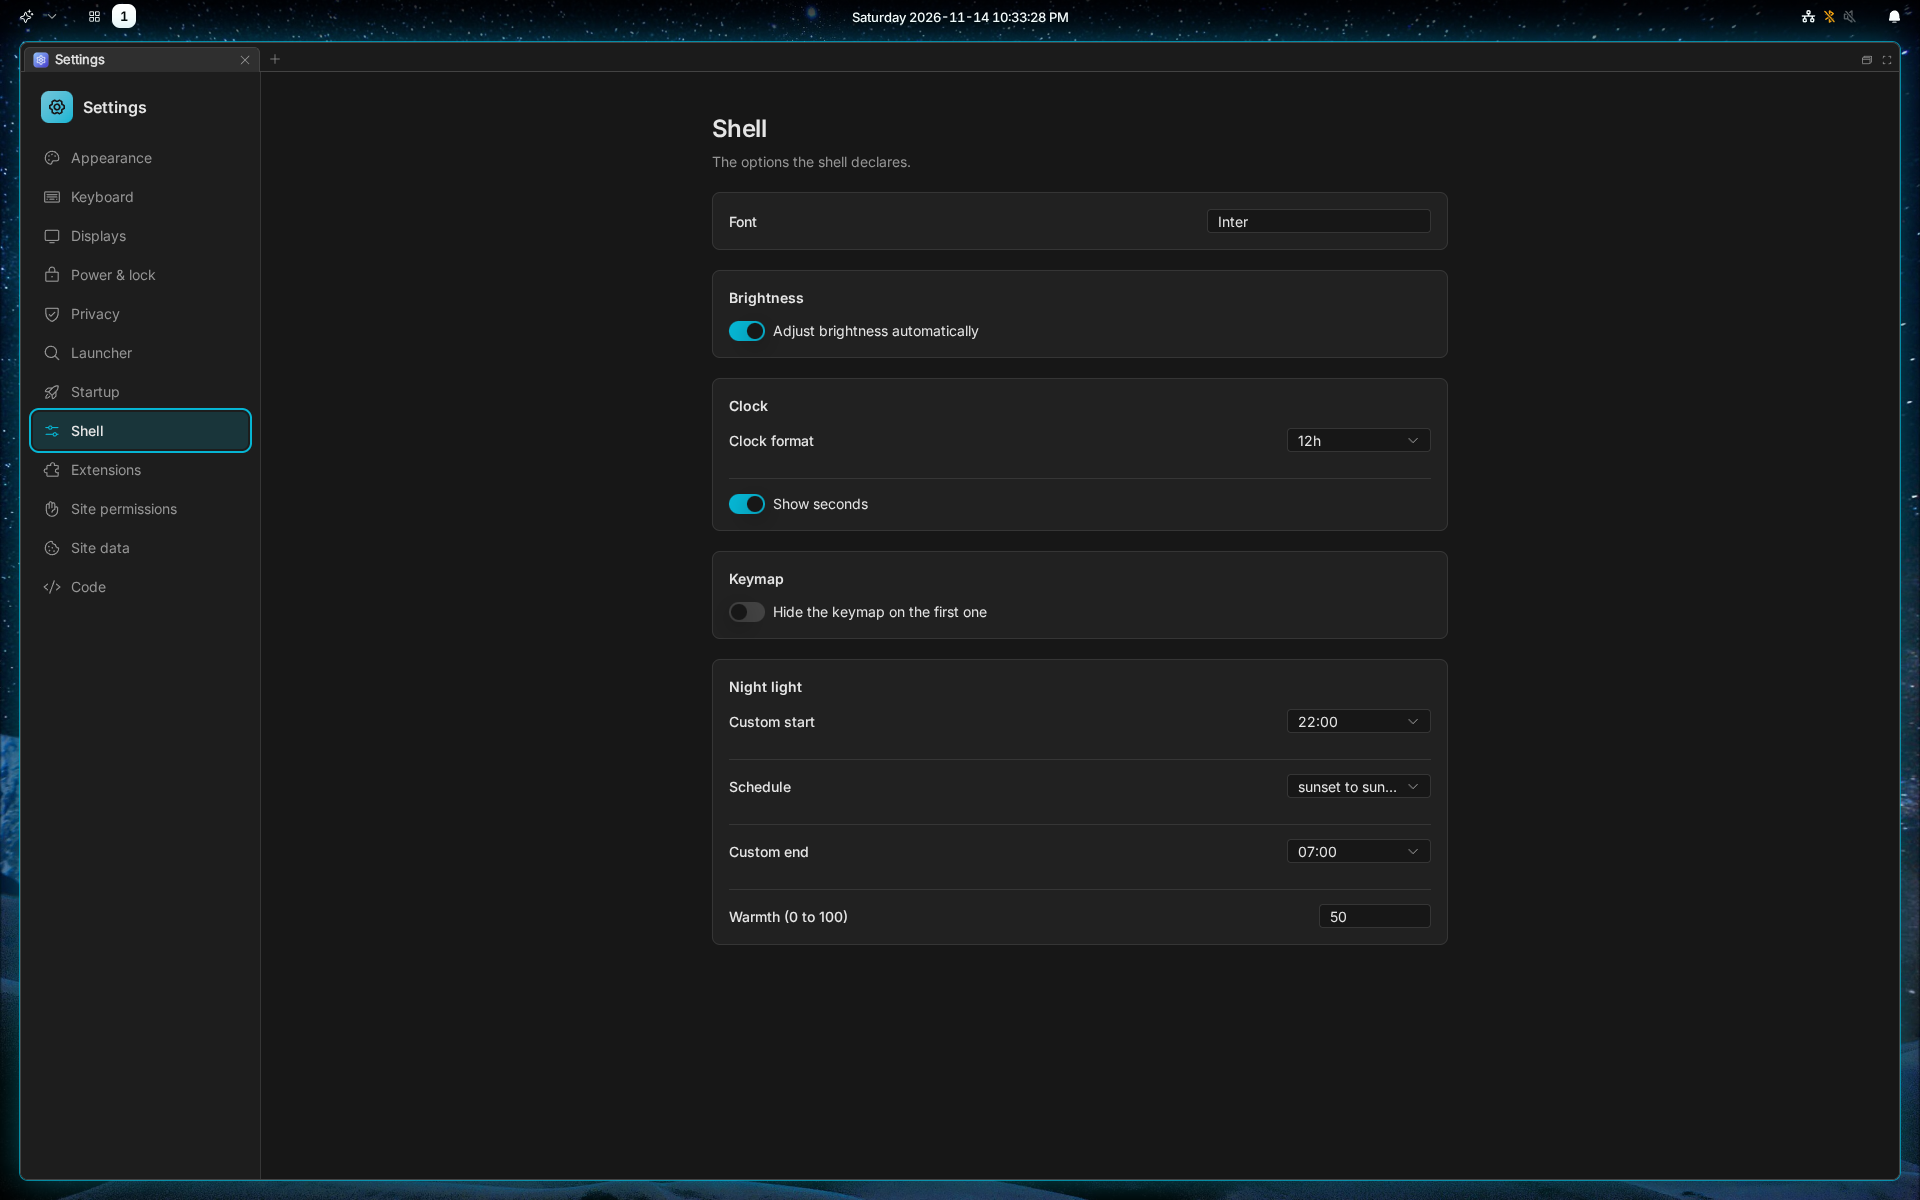 1
Saturday 2026-11-14 10:33:28 PM
Settings
Settings
Appearance
Keyboard
Displays
Power & lock
Privacy
Launcher
Startup
Shell
Extensions
Site permissions
Site data
Code
Shell
The options the shell declares.
Font
Inter
Brightness
Adjust brightness automatically
Clock
Clock format
12h
Show seconds
Keymap
Hide the keymap on the first one
Night light
Custom start
22:00
Schedule
sunset to sun...
Custom end
07:00
Warmth (0 to 100)
50